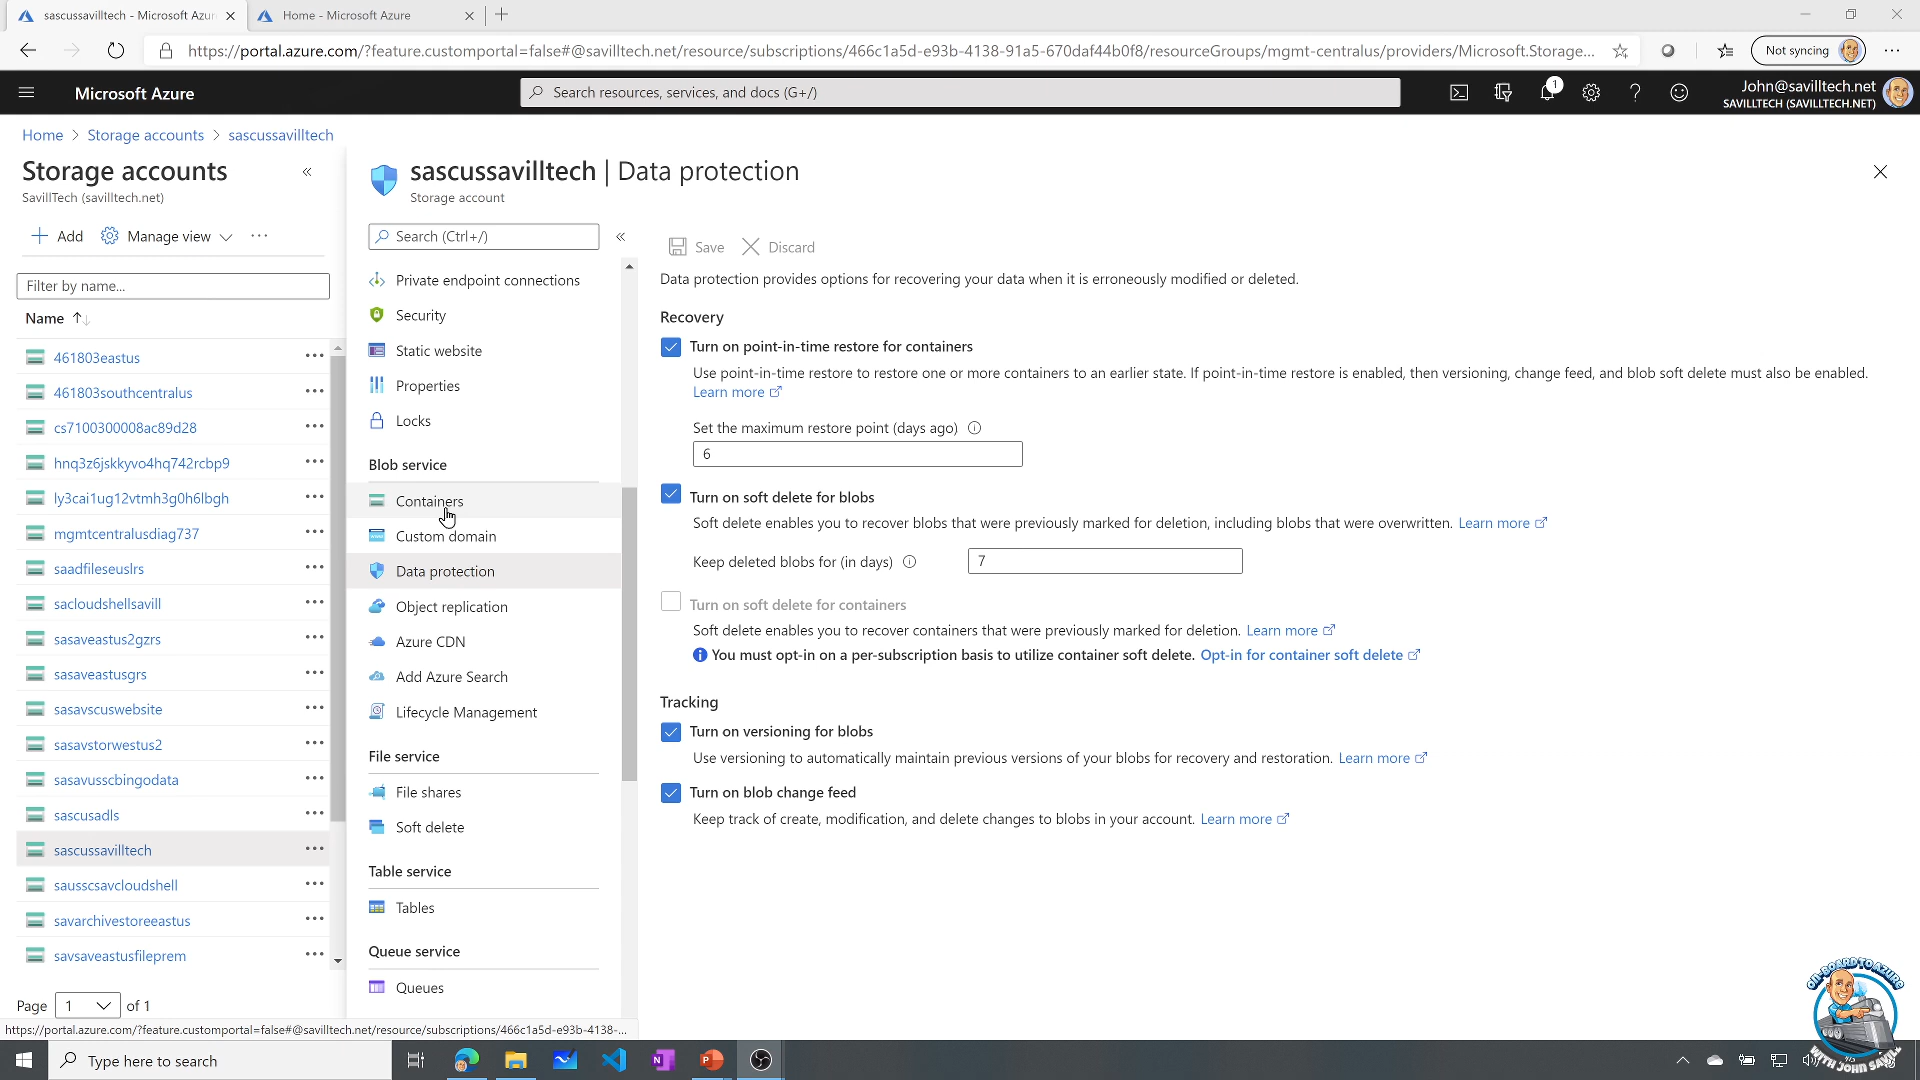 sascussavilltech - Microsoft Azur
Home - Microsoft Azure
https://portal.azure.com/?feature.customportal=false#@savilltech.net/resource/subscriptions/466c1a5d-e93b-4138-91a5-670daf44b0f8/resourceGroups/mgmt-centralus/providers/Microsoft.Storage...
Not syncing
Microsoft Azure
Search resources, services, and docs (G+/)
1
John@savilltech.net
SAVILLTECH (SAVILLTECH.NET)
Home > Storage accounts > sascussavilltech
Storage accounts
SavillTech (savilltech.net)
Add
Manage view
Filter by name...
Name
461803eastus
461803southcentralus
cs7100300008ac89d28
hnq3z6jskkyvo4hq742rcbp9
ly3cai1ug12vtmh3g0h6lbgh
mgmtcentralusdiag737
saadfileseuslrs
sacloudshellsavill
sasaveastus2gzrs
sasaveastusgrs
sasavscuswebsite
sasavstorwestus2
sasavusscbingodata
sascusadls
sascussavilltech
sausscsavcloudshell
savarchivestoreeastus
savsaveastusfileprem
Page 1 of 1
https://portal.azure.com/?feature.customportal=false#@savilltech.net/resource/subscriptions/466c1a5d-e93b-4138-...
sascussavilltech | Data protection
Storage account
Search (Ctrl+/)
Private endpoint connections
Security
Static website
Properties
Locks
Blob service
Containers
Custom domain
Data protection
Object replication
Azure CDN
Add Azure Search
Lifecycle Management
File service
File shares
Soft delete
Table service
Tables
Queue service
Queues
Save
Discard
Data protection provides options for recovering your data when it is erroneously modified or deleted.
Recovery
Turn on point-in-time restore for containers
Use point-in-time restore to restore one or more containers to an earlier state. If point-in-time restore is enabled, then versioning, change feed, and blob soft delete must also be enabled.
Learn more
Set the maximum restore point (days ago)
6
Turn on soft delete for blobs
Soft delete enables you to recover blobs that were previously marked for deletion, including blobs that were overwritten. Learn more
Keep deleted blobs for (in days)
7
Turn on soft delete for containers
Soft delete enables you to recover containers that were previously marked for deletion. Learn more
You must opt-in on a per-subscription basis to utilize container soft delete. Opt-in for container soft delete
Tracking
Turn on versioning for blobs
Use versioning to automatically maintain previous versions of your blobs for recovery and restoration. Learn more
Turn on blob change feed
Keep track of create, modification, and delete changes to blobs in your account. Learn more
ON-BOARD TO AZURE
WITH JOHN SAVILL
Type here to search